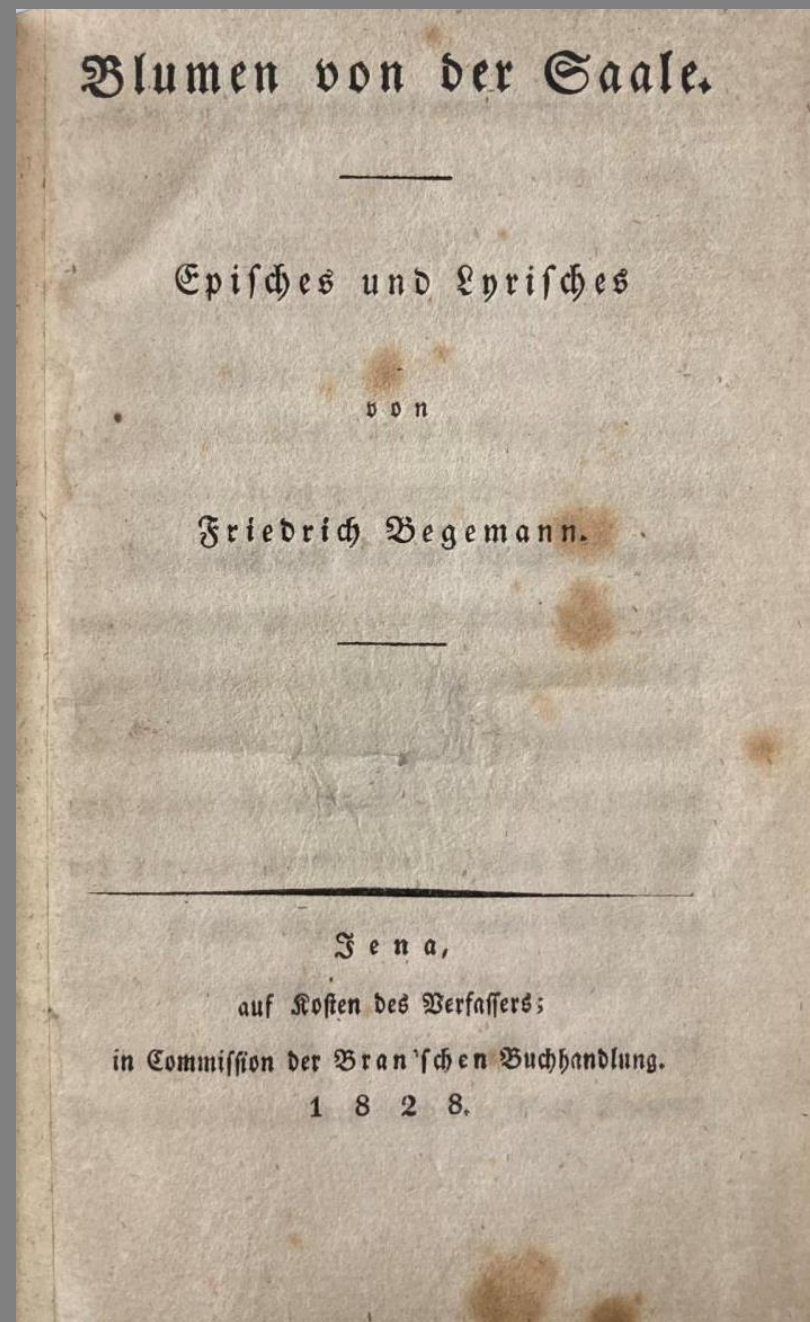 Blumen von der Saale.
Epiſches und Lyriſches
von
Friedrich Begemann.
Jena,
auf Koſten des Verfaſſers;
in Commiſſion der Bran'ſchen Buchhandlung.
1828.